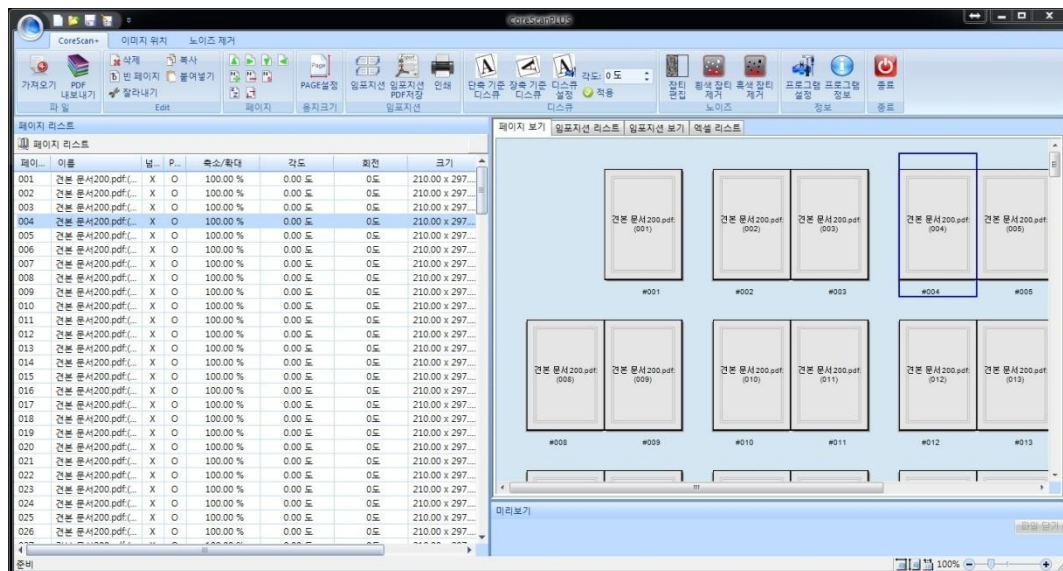 CoreScanPLUS
CoreScan+ 이미지 위치 노이즈 제거
가져오기 PDF 내보내기 파 일
삭제 복사
빈 페이지 붙여넣기
잘라내기
Edit
페이지
Page
PAGE설정
용지크기
임포지션 임포지션 PDF저장 인쇄
임포지션
단축 기준 디스큐 장축 기준 디스큐 디스큐 설정 각도: 0 도 적용
디스큐
잡티 편집 흰색 잡티 제거 흑색 잡티 제거
노이즈
프로그램 설정 프로그램 정보
정보
종료
종료
페이지 리스트
페이지 리스트
페이... 이름 넘... P... 축소/확대 각도 회전 크기
001 견본 문서200.pdf:(... X O 100.00 % 0.00 도 0도 210.00 x 297....
002 견본 문서200.pdf:(... X O 100.00 % 0.00 도 0도 210.00 x 297....
003 견본 문서200.pdf:(... X O 100.00 % 0.00 도 0도 210.00 x 297....
004 견본 문서200.pdf:(... X O 100.00 % 0.00 도 0도 210.00 x 297....
005 견본 문서200.pdf:(... X O 100.00 % 0.00 도 0도 210.00 x 297....
006 견본 문서200.pdf:(... X O 100.00 % 0.00 도 0도 210.00 x 297....
007 견본 문서200.pdf:(... X O 100.00 % 0.00 도 0도 210.00 x 297....
008 견본 문서200.pdf:(... X O 100.00 % 0.00 도 0도 210.00 x 297....
009 견본 문서200.pdf:(... X O 100.00 % 0.00 도 0도 210.00 x 297....
010 견본 문서200.pdf:(... X O 100.00 % 0.00 도 0도 210.00 x 297....
011 견본 문서200.pdf:(... X O 100.00 % 0.00 도 0도 210.00 x 297....
012 견본 문서200.pdf:(... X O 100.00 % 0.00 도 0도 210.00 x 297....
013 견본 문서200.pdf:(... X O 100.00 % 0.00 도 0도 210.00 x 297....
014 견본 문서200.pdf:(... X O 100.00 % 0.00 도 0도 210.00 x 297....
015 견본 문서200.pdf:(... X O 100.00 % 0.00 도 0도 210.00 x 297....
016 견본 문서200.pdf:(... X O 100.00 % 0.00 도 0도 210.00 x 297....
017 견본 문서200.pdf:(... X O 100.00 % 0.00 도 0도 210.00 x 297....
018 견본 문서200.pdf:(... X O 100.00 % 0.00 도 0도 210.00 x 297....
019 견본 문서200.pdf:(... X O 100.00 % 0.00 도 0도 210.00 x 297....
020 견본 문서200.pdf:(... X O 100.00 % 0.00 도 0도 210.00 x 297....
021 견본 문서200.pdf:(... X O 100.00 % 0.00 도 0도 210.00 x 297....
022 견본 문서200.pdf:(... X O 100.00 % 0.00 도 0도 210.00 x 297....
023 견본 문서200.pdf:(... X O 100.00 % 0.00 도 0도 210.00 x 297....
024 견본 문서200.pdf:(... X O 100.00 % 0.00 도 0도 210.00 x 297....
025 견본 문서200.pdf:(... X O 100.00 % 0.00 도 0도 210.00 x 297....
026 견본 문서200.pdf:(... X O 100.00 % 0.00 도 0도 210.00 x 297....
페이지 보기 임포지션 리스트 임포지션 보기 엑셀 리스트
견본 문서200.pdf: 견본 문서200.pdf: 견본 문서200.pdf: 견본 문서200.pdf: 견본 문서200.pdf:
(001) (002) (003) (004) (005)
#001 #002 #003 #004 #005
견본 문서200.pdf: 견본 문서200.pdf: 견본 문서200.pdf: 견본 문서200.pdf: 견본 문서200.pdf: 견본 문서200.pdf:
(008) (009) (010) (011) (012) (013)
#008 #009 #010 #011 #012 #013
미리보기
파일 닫기
준비
100%